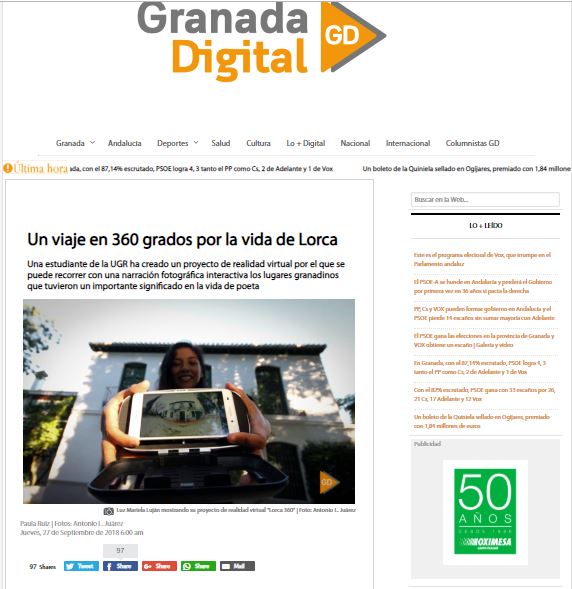 Granada
Digital
GD
Granada
Andalucía
Deportes
Salud
Cultura
Lo + Digital
Nacional
Internacional
Columnistas GD
Última hora
ada, con el 87,14% escrutado, PSOE logra 4, 3 tanto el PP como Cs, 2 de Adelante y 1 de Vox
Un boleto de la Quiniela sellado en Ogíjares, premiado con 1,84 millone
Un viaje en 360 grados por la vida de Lorca
Una estudiante de la UGR ha creado un proyecto de realidad virtual por el que se
puede recorrer con una narración fotográfica interactiva los lugares granadinos
que tuvieron un importante significado en la vida de poeta
GD
Luz Mariela Luján mostrando su proyecto de realidad virtual "Lorca 360" | Foto: Antonio L. Juárez
Paula Ruiz | Fotos: Antonio L. Juárez
Jueves, 27 de Septiembre de 2018 6:00 am
97
97 Shares
Tweet
Share
Share
Share
Mail
Buscar en la Web...
LO + LEÍDO
Este es el programa electoral de Vox, que irrumpe en el
Parlamento andaluz
El PSOE-A se hunde en Andalucía y perderá el Gobierno
por primera vez en 36 años si pacta la derecha
PP, Cs y VOX pueden formar gobierno en Andalucía y el
PSOE pierde 14 escaños sin sumar mayoría con Adelante
El PSOE gana las elecciones en la provincia de Granada y
VOX obtiene un escaño | Galería y vídeo
En Granada, con el 87,14% escrutado, PSOE logra 4, 3
tanto el PP como Cs, 2 de Adelante y 1 de Vox
Con el 82% escrutado, PSOE gana con 33 escaños por 26,
21 Cs, 17 Adelante y 12 Vox
Un boleto de la Quiniela sellado en Ogíjares, premiado
con 1,84 millones de euros
Publicidad
50
AÑOS
DESDE 1968
NOXIMESA